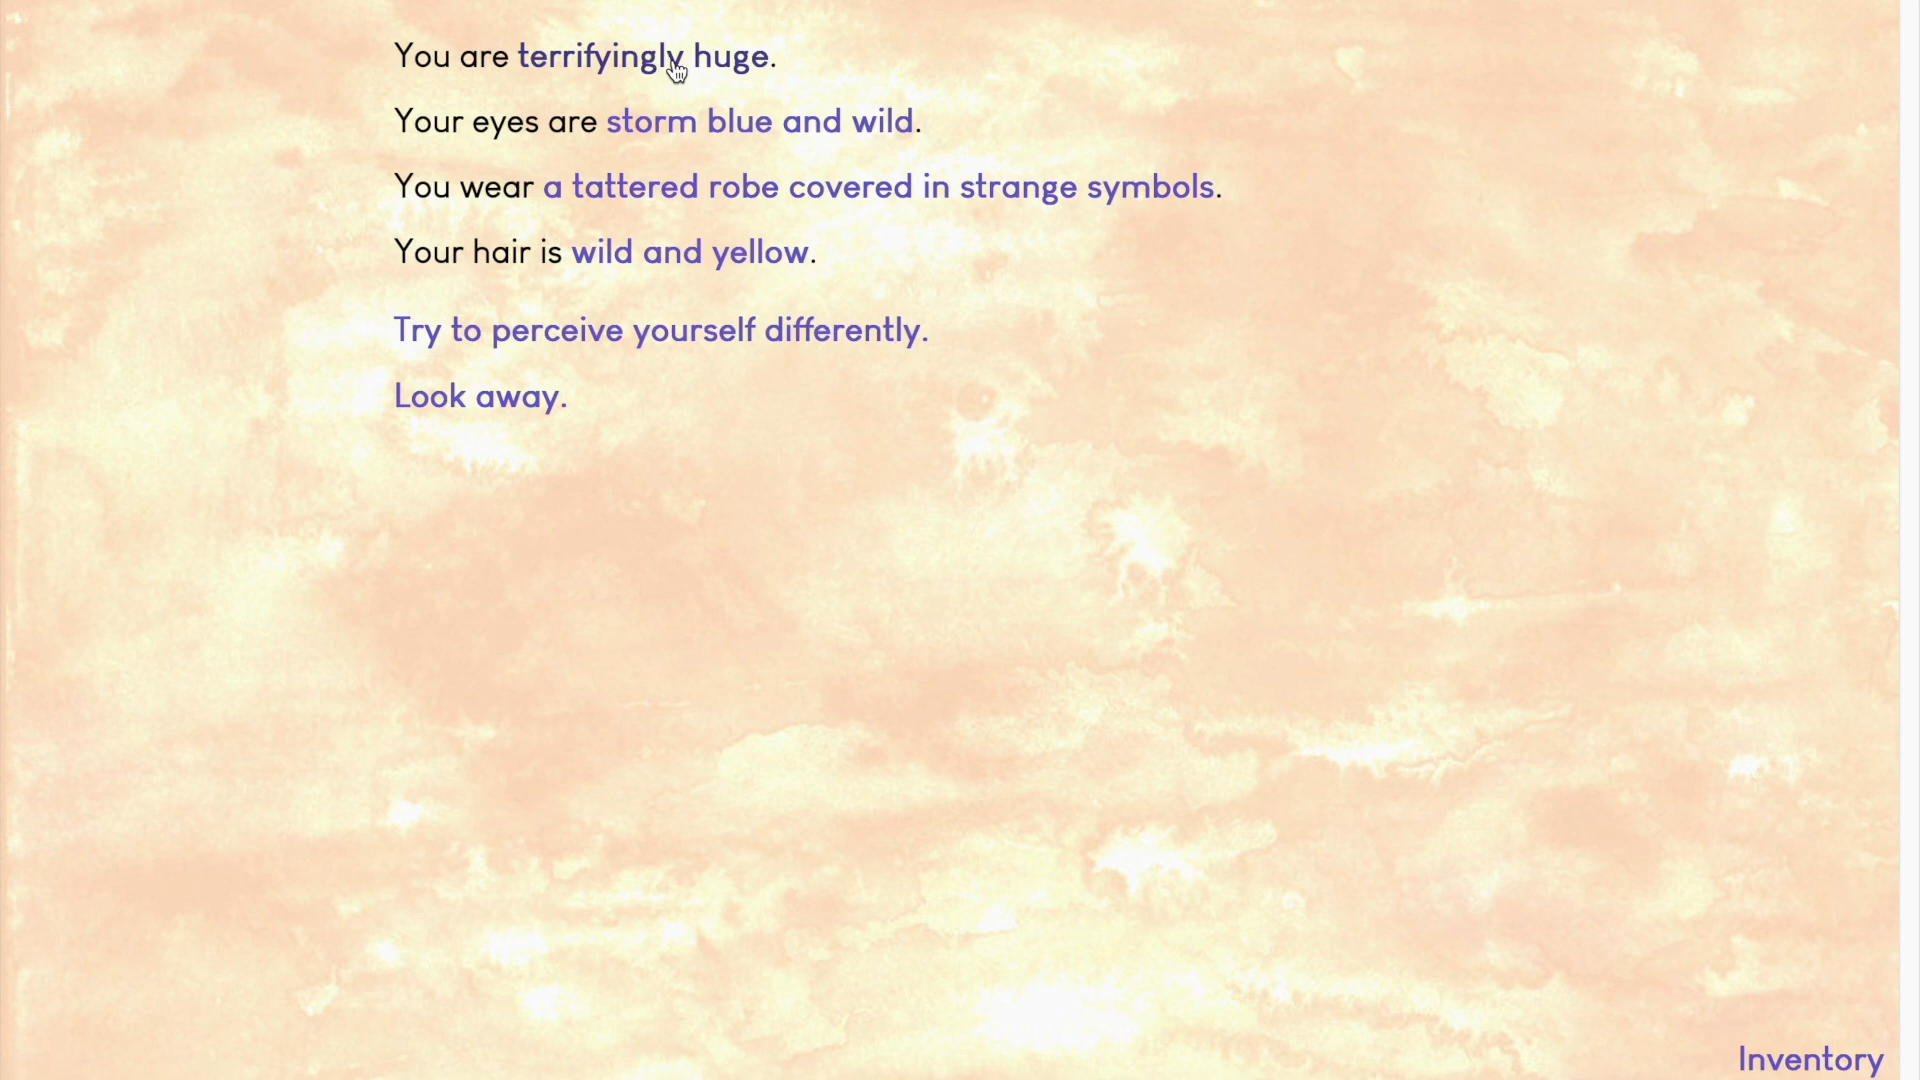 You are terrifyingly huge.
Your eyes are storm blue and wild.
You wear a tattered robe covered in strange symbols.
Your hair is wild and yellow.
Try to perceive yourself differently.
Look away.
Inventory